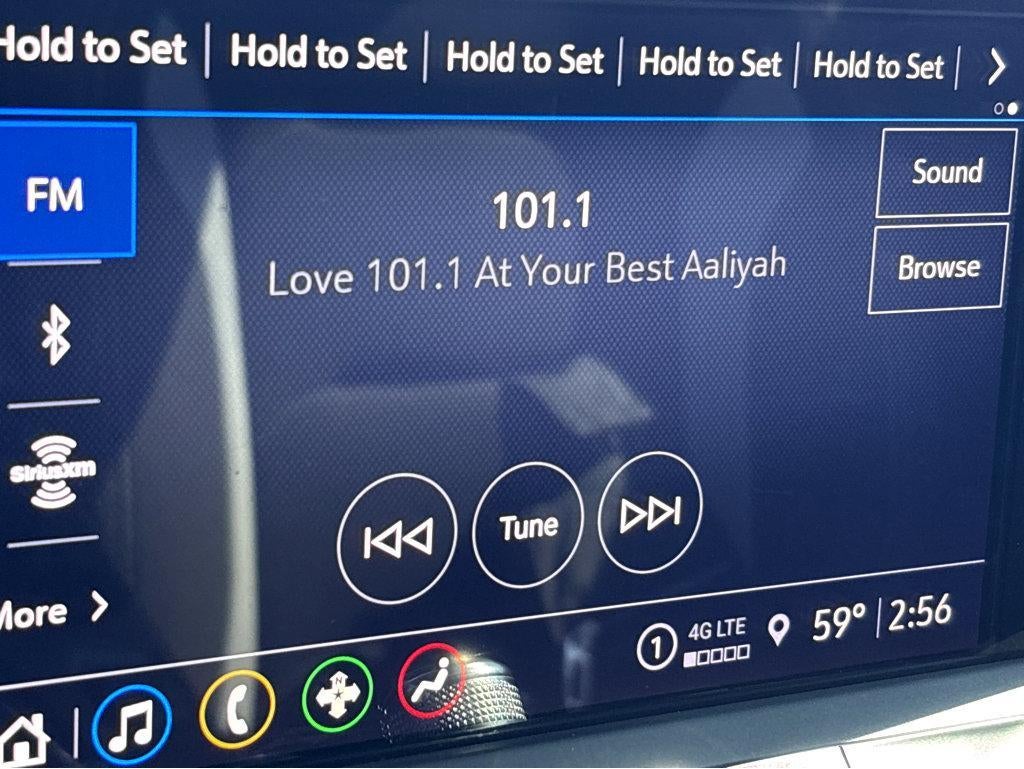 Hold to Set | Hold to Set | Hold to Set | Hold to Set | Hold to Set |
FM
101.1
Love 101.1 At Your Best Aaliyah
Sound
Browse
SiriusXM
Tune
More
1 4G LTE 59° | 2:56
N